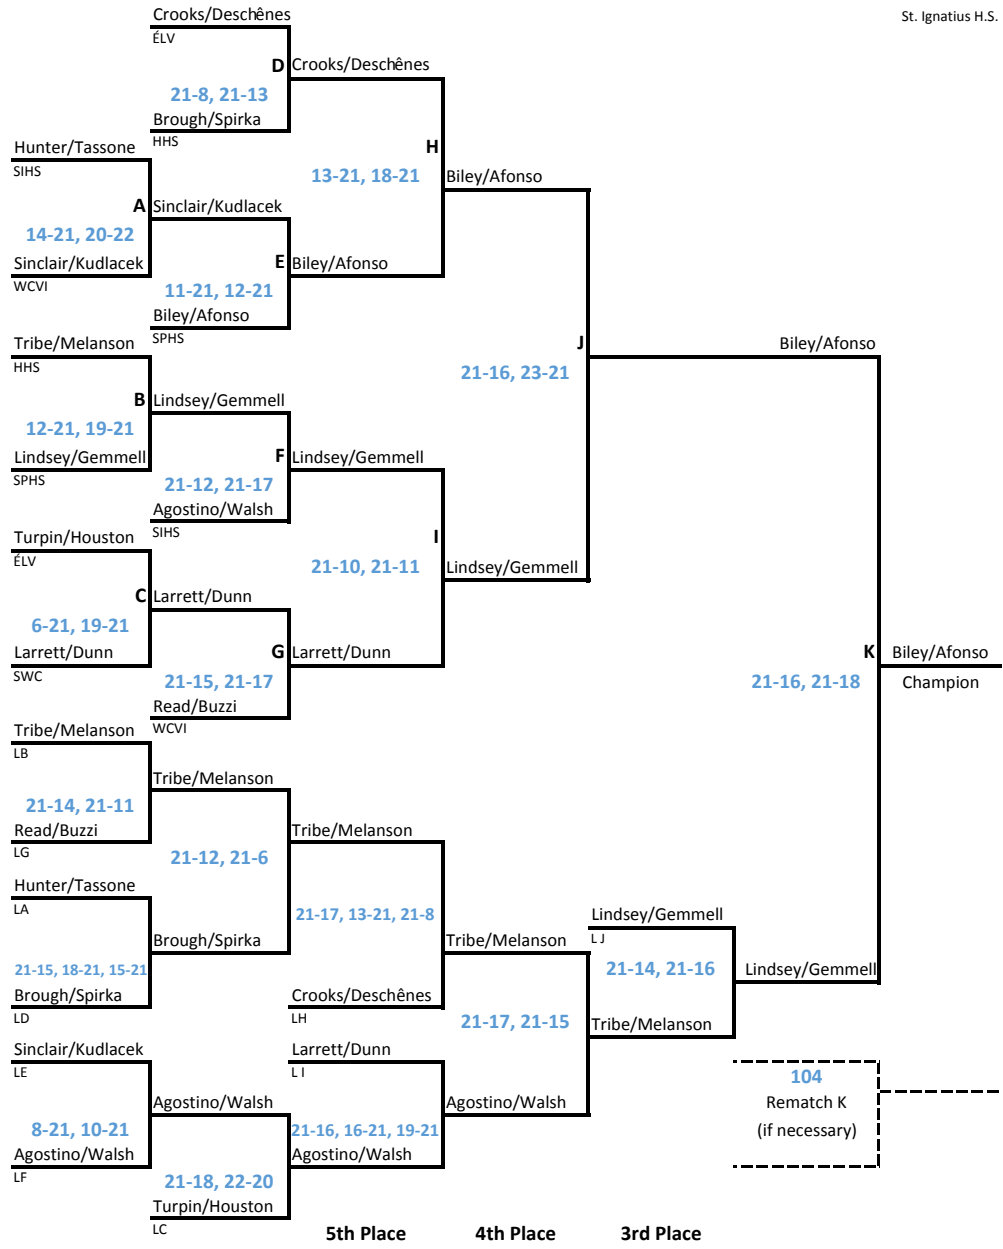 Crooks/Deschênes
St. Ignatius H.S.
ÉLV
D Crooks/Deschênes
21-8, 21-13
Brough/Spirka
HHS
Hunter/Tassone
H
SIHS
13-21, 18-21
Biley/Afonso
A Sinclair/Kudlacek
14-21, 20-22
Sinclair/Kudlacek
E Biley/Afonso
WCVI
11-21, 12-21
Biley/Afonso
SPHS
Tribe/Melanson
J
Biley/Afonso
HHS
21-16, 23-21
B Lindsey/Gemmell
12-21, 19-21
Lindsey/Gemmell
F Lindsey/Gemmell
SPHS
21-12, 21-17
Agostino/Walsh
SIHS
Turpin/Houston
I
ÉLV
21-10, 21-11
Lindsey/Gemmell
C Larrett/Dunn
6-21, 19-21
Larrett/Dunn
G Larrett/Dunn
K Biley/Afonso
SWC
21-15, 21-17
21-16, 21-18
Champion
Read/Buzzi
WCVI
Tribe/Melanson
LB
Tribe/Melanson
21-14, 21-11
Read/Buzzi
Tribe/Melanson
LG
21-12, 21-6
Hunter/Tassone
LA
21-17, 13-21, 21-8
Lindsey/Gemmell
L J
Brough/Spirka
Tribe/Melanson
21-15, 18-21, 15-21
21-14, 21-16
Lindsey/Gemmell
Brough/Spirka
Crooks/Deschênes
LD
LH
21-17, 21-15
Tribe/Melanson
Sinclair/Kudlacek
Larrett/Dunn
LE
L I
104
Agostino/Walsh
Agostino/Walsh
Rematch K
8-21, 10-21
21-16, 16-21, 19-21
(if necessary)
Agostino/Walsh
Agostino/Walsh
LF
21-18, 22-20
Turpin/Houston
LC
5th Place
4th Place
3rd Place